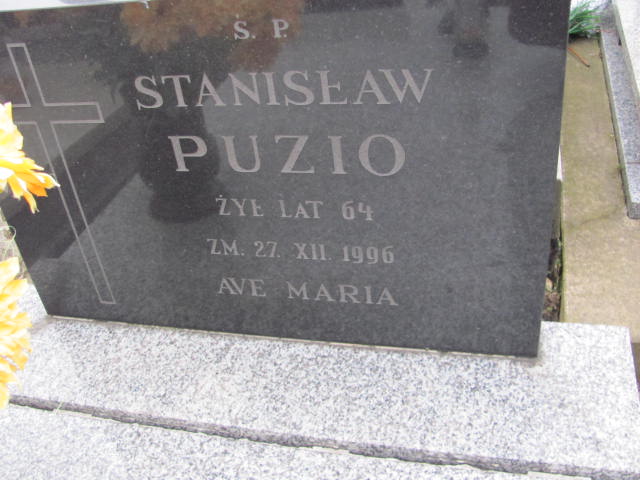 Ś. P.
STANISŁAW
PUZIO
ŻYŁ LAT 64
ZM. 27. XII. 1996
AVE MARIA